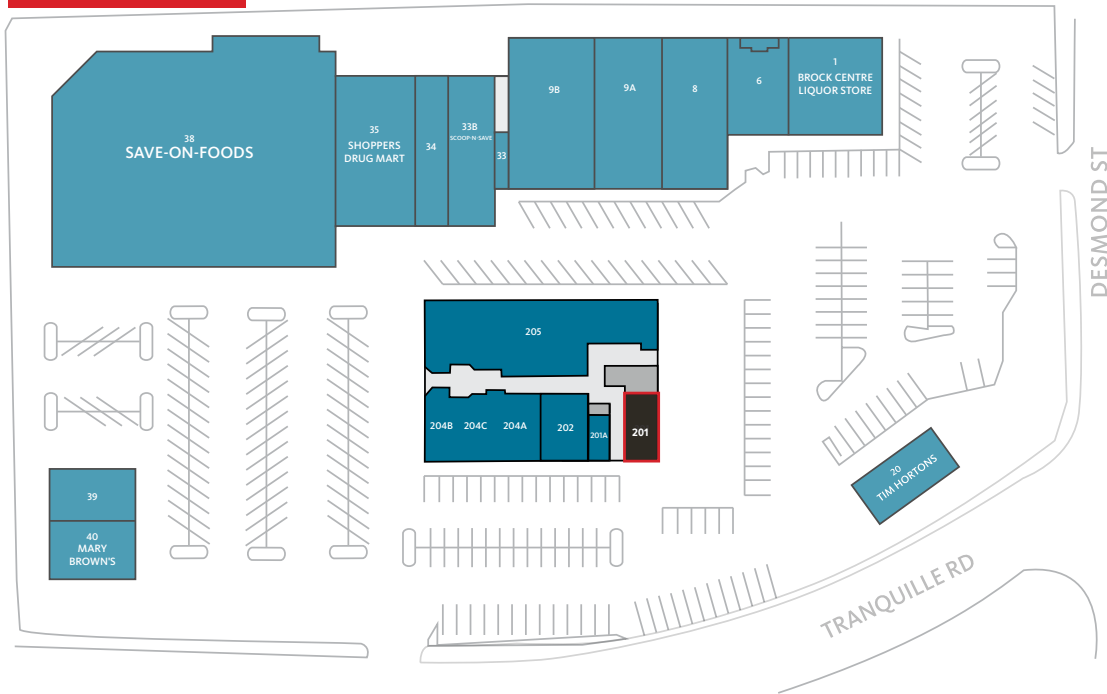 38
SAVE-ON-FOODS
35
SHOPPERS
DRUG MART
34
33B
SCOOP-N-SAVE
33
9B
9A
8
6
1
BROCK CENTRE
LIQUOR STORE
DESMOND ST
205
204B
204C
204A
202
201A
201
39
40
MARY
BROWN'S
20
TIM HORTONS
TRANQUILLE RD